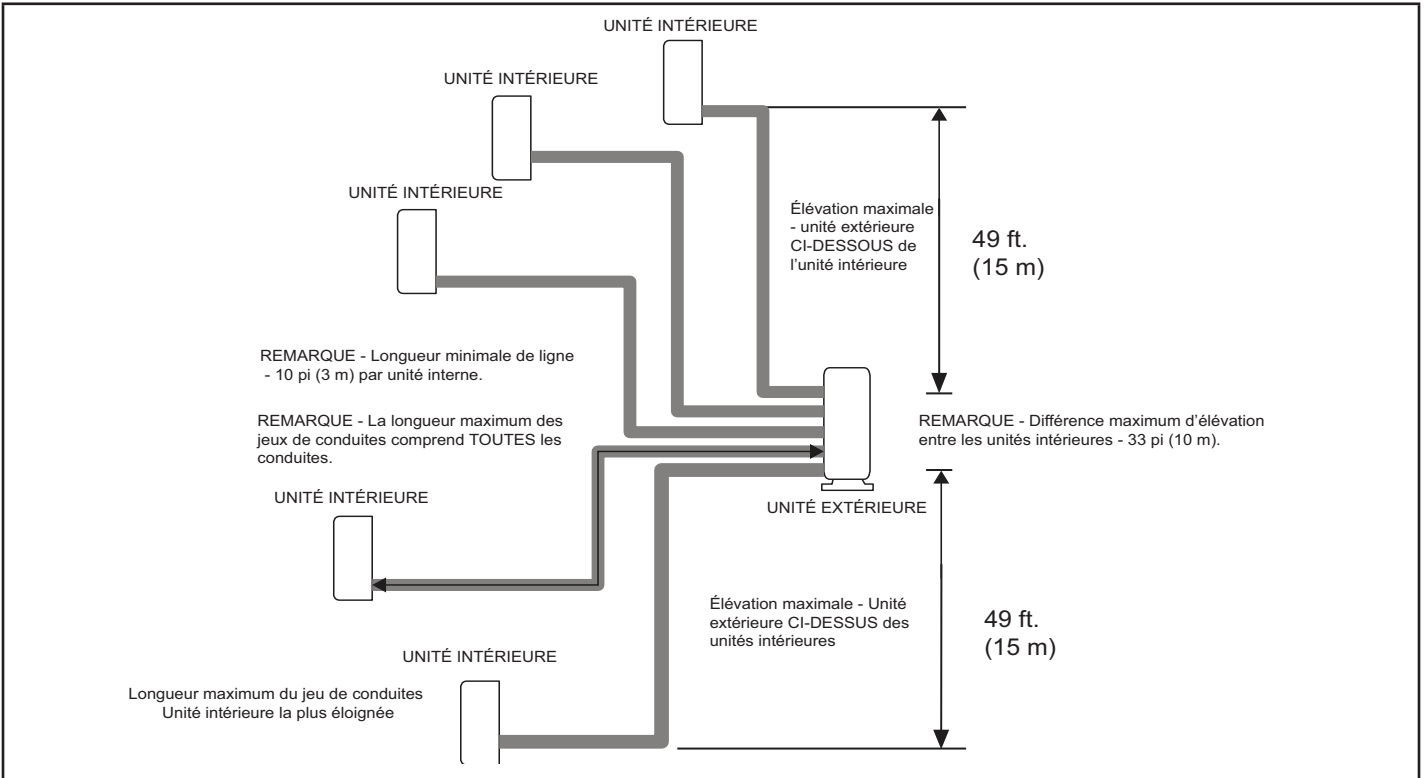 UNITÉ INTÉRIEURE
UNITÉ INTÉRIEURE
UNITÉ INTÉRIEURE
Élévation maximale
- unité extérieure
CI-DESSOUS de
l'unité intérieure
49 ft.
(15 m)
REMARQUE - Longueur minimale de ligne
- 10 pi (3 m) par unité interne.
REMARQUE - La longueur maximum des
jeux de conduites comprend TOUTES les
conduites.
REMARQUE - Différence maximum d'élévation
entre les unités intérieures - 33 pi (10 m).
UNITÉ INTÉRIEURE
UNITÉ EXTÉRIEURE
Élévation maximale - Unité
extérieure CI-DESSUS des
unités intérieures
49 ft.
(15 m)
UNITÉ INTÉRIEURE
Longueur maximum du jeu de conduites
Unité intérieure la plus éloignée